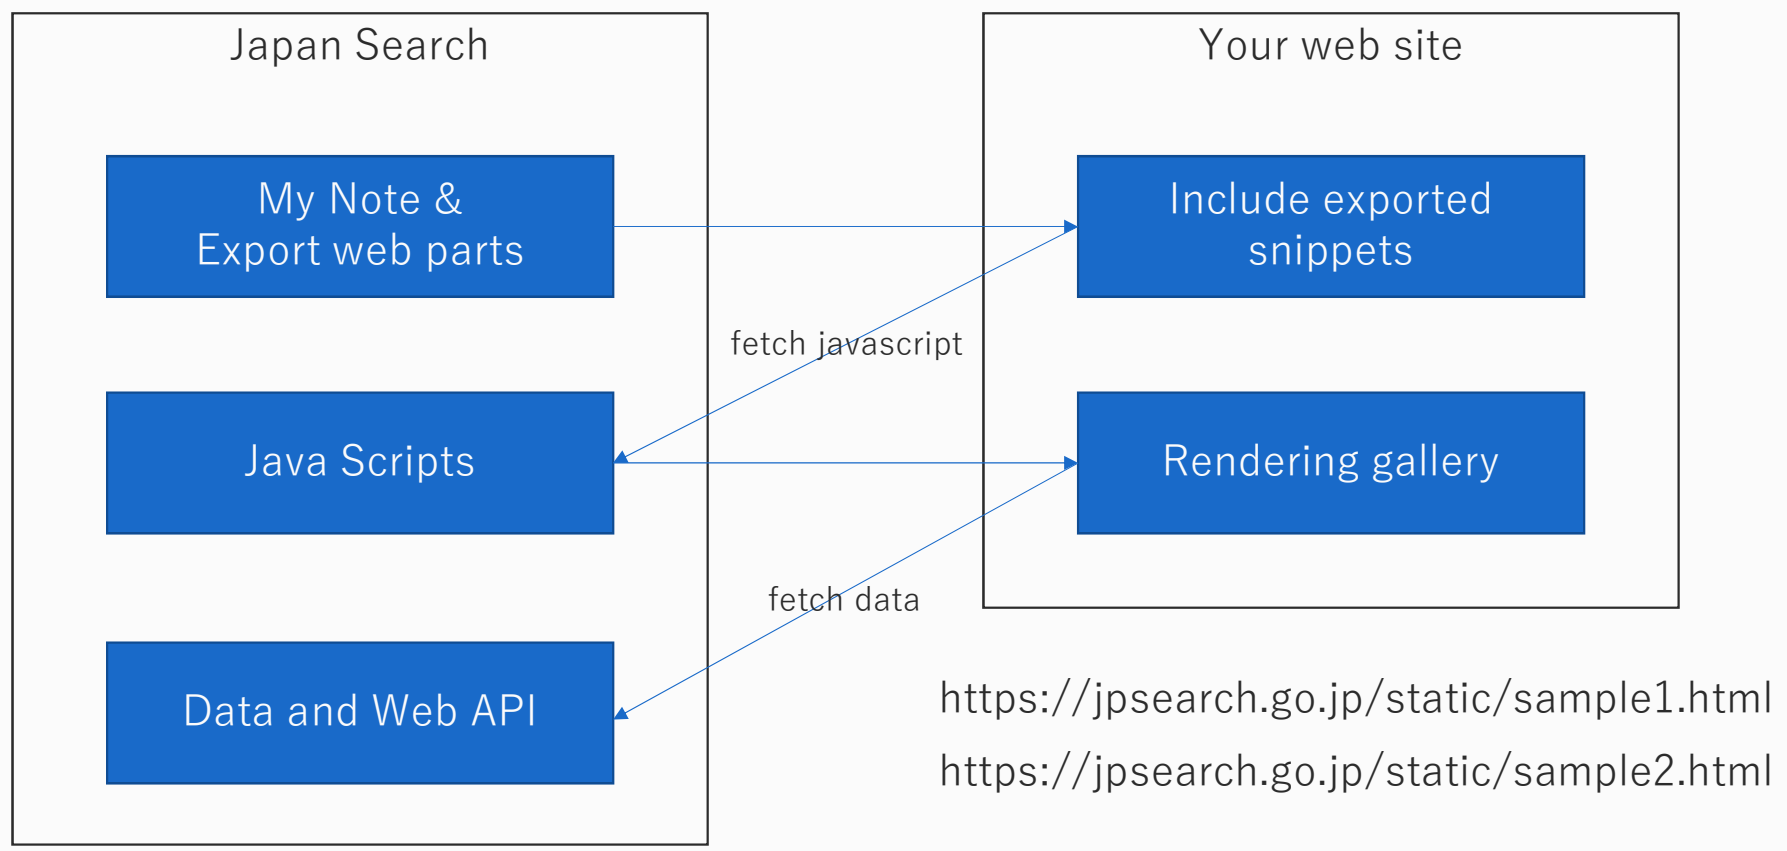 Japan Search
My Note &
Export web parts
Java Scripts
Data and Web API
fetch javascript
fetch data
Your web site
Include exported
snippets
Rendering gallery
https://jpsearch.go.jp/static/sample1.html
https://jpsearch.go.jp/static/sample2.html